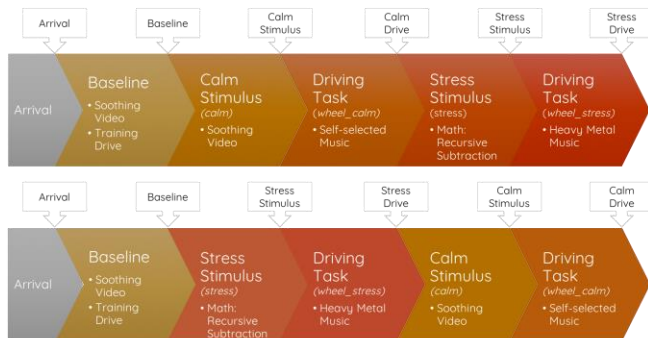 Arrival
Baseline
Calm
Stimulus
Calm
Drive
Stress
Stimulus
Stress
Drive
Arrival
Baseline
• Soothing
Video
• Training
Drive
Calm
Stimulus
(calm)
• Soothing
Video
Driving
Task
(wheel_calm)
• Self-selected
Music
Stress
Stimulus
(stress)
• Math:
Recursive
Subtraction
Driving
Task
(wheel_stress)
• Heavy Metal
Music
Arrival
Baseline
Stress
Stimulus
Stress
Drive
Calm
Stimulus
Calm
Drive
Arrival
Baseline
• Soothing
Video
• Training
Drive
Stress
Stimulus
(stress)
• Math:
Recursive
Subtraction
Driving
Task
(wheel_stress)
• Heavy Metal
Music
Calm
Stimulus
(calm)
• Soothing
Video
Driving
Task
(wheel_calm)
• Self-selected
Music